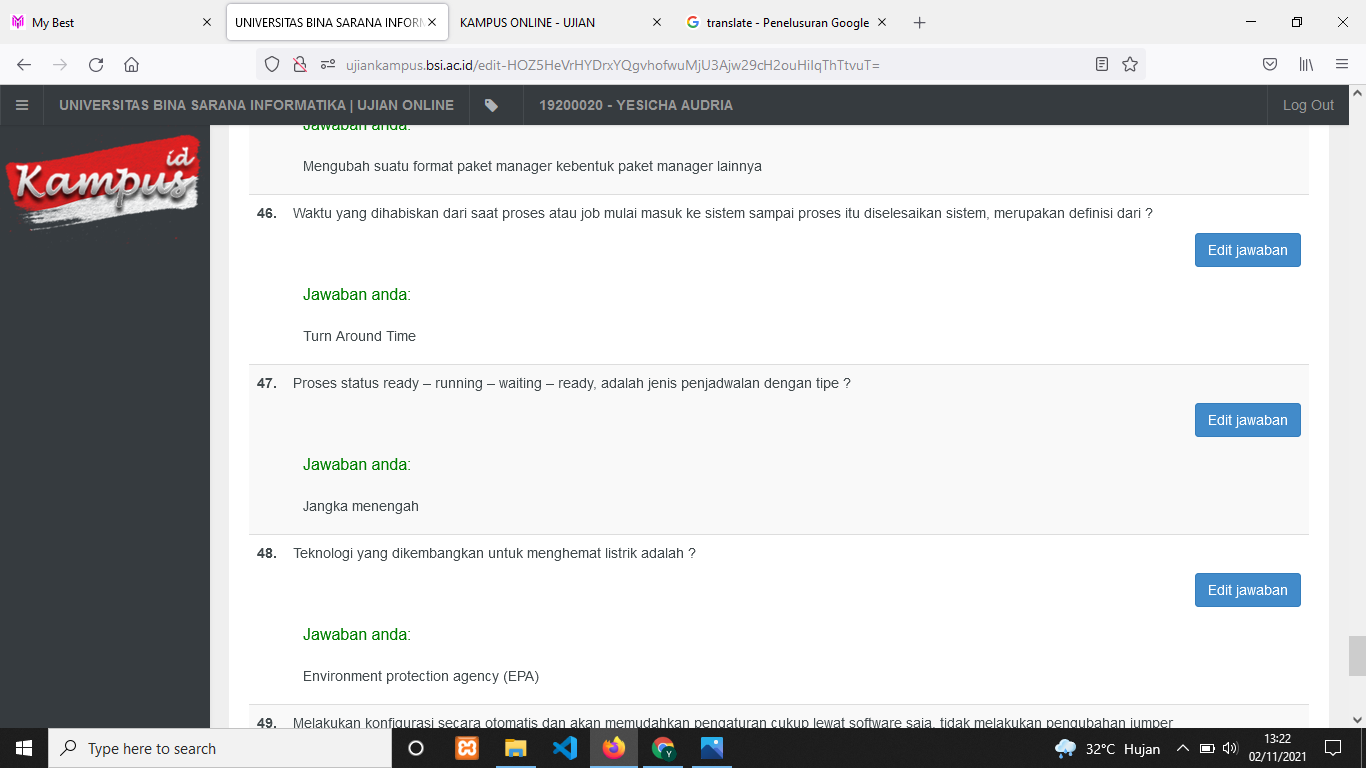 My Best
UNIVERSITAS BINA SARANA INFORM
KAMPUS ONLINE - UJIAN
translate - Penelusuran Google
ujiankampus.bsi.ac.id/edit-HOZ5HeVrHYDrxYQgvhofwuMjU3Ajw29cH2ouHiIqThTtvuT=
UNIVERSITAS BINA SARANA INFORMATIKA | UJIAN ONLINE
19200020 - YESICHA AUDRIA
Log Out
Kampus id
Jawaban anda:
Mengubah suatu format paket manager kebentuk paket manager lainnya
46. Waktu yang dihabiskan dari saat proses atau job mulai masuk ke sistem sampai proses itu diselesaikan sistem, merupakan definisi dari ?
Edit jawaban
Jawaban anda:
Turn Around Time
47. Proses status ready – running – waiting – ready, adalah jenis penjadwalan dengan tipe ?
Edit jawaban
Jawaban anda:
Jangka menengah
48. Teknologi yang dikembangkan untuk menghemat listrik adalah ?
Edit jawaban
Jawaban anda:
Environment protection agency (EPA)
49. Melakukan konfigurasi secara otomatis dan akan memudahkan pengaturan cukup lewat software saja, tidak melakukan pengubahan jumper
Type here to search
32°C Hujan
13:22
02/11/2021